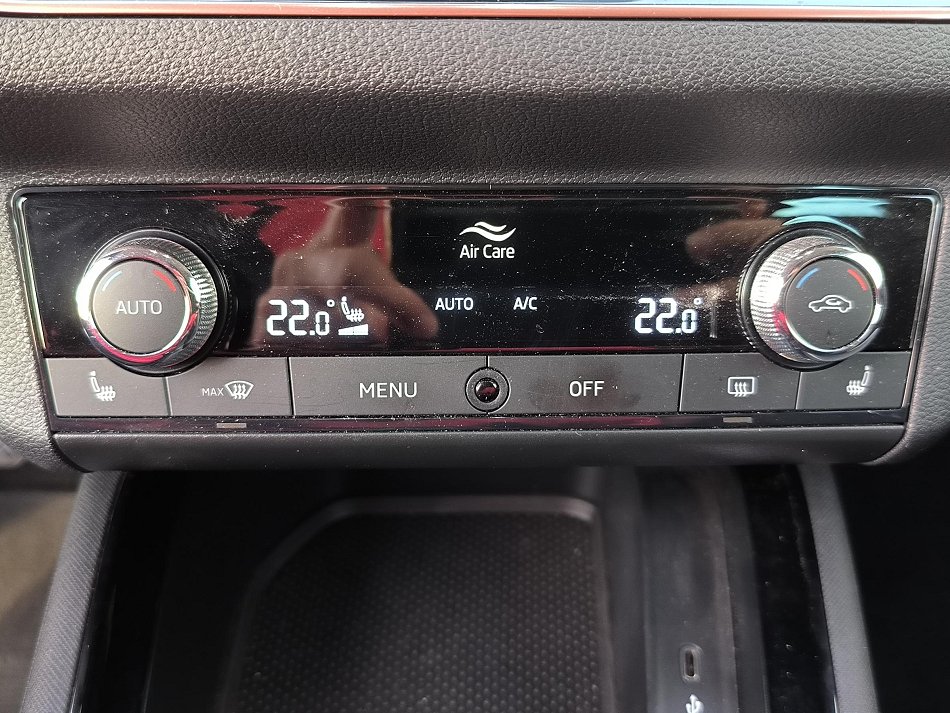 Air Care
AUTO
22.0°
AUTO
A/C
22.0°
MAX
MENU
OFF